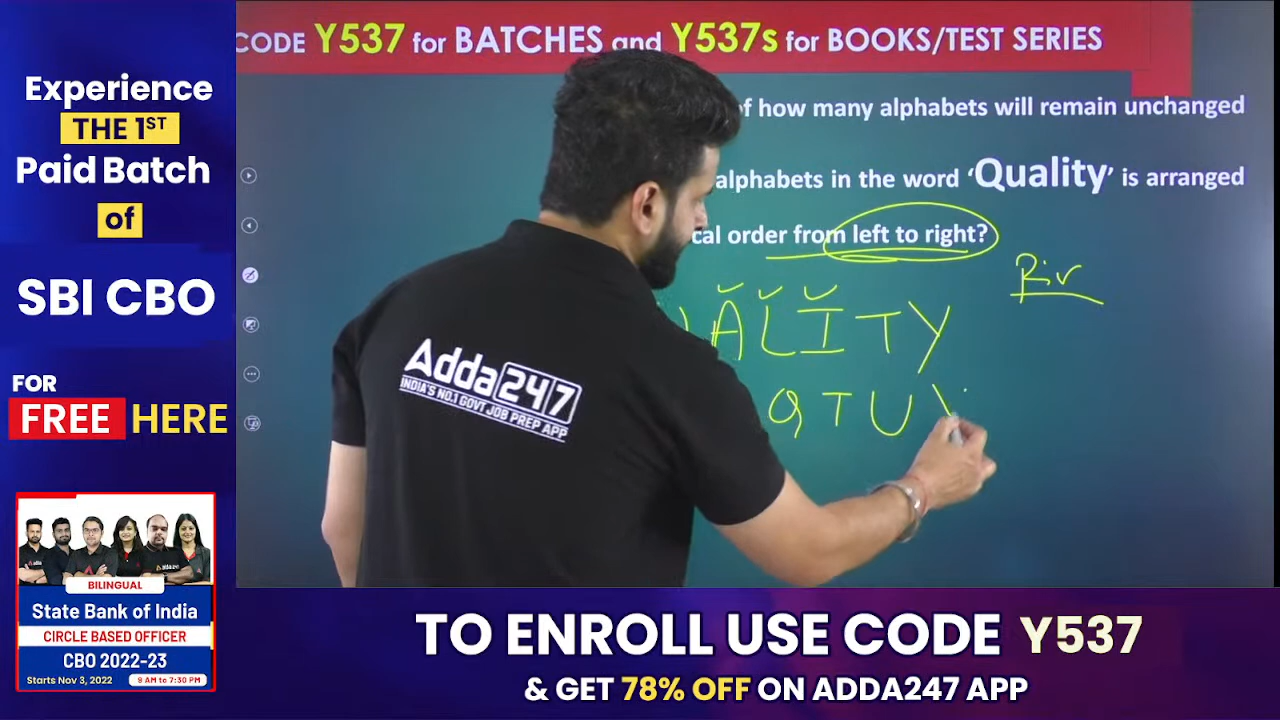 CODE Y537 for BATCHES and Y537s for BOOKS/TEST SERIES
Experience
THE 1ST
Paid Batch
of
SBI CBO
FOR
FREE HERE
of how many alphabets will remain unchanged
alphabets in the word ‘Quality’ is arranged
cal order from left to right?
Riv
A L I T Y
Q T U
Adda247
INDIA'S NO.1 GOVT JOB PREP APP
BILINGUAL
State Bank of India
CIRCLE BASED OFFICER
CBO 2022-23
Starts Nov 3, 2022 9 AM to 7:30 PM
TO ENROLL USE CODE Y537
& GET 78% OFF ON ADDA247 APP